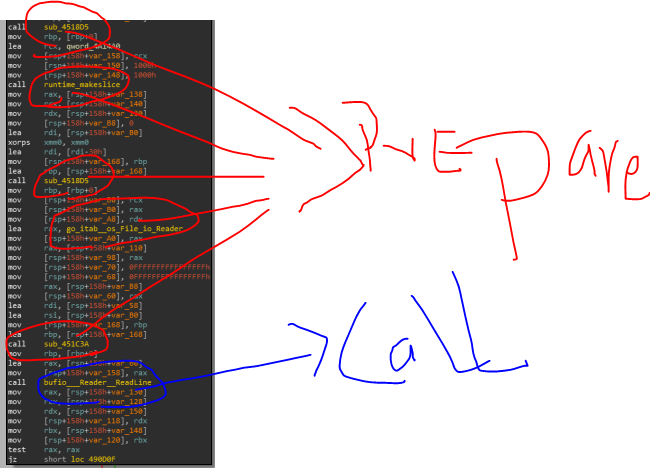 call sub_4518D5
mov rbp, [rbp+0]
lea rcx, qword_4A14A0
mov [rsp+158h+var_158], rcx
mov [rsp+158h+var_150], 1000h
mov [rsp+158h+var_148], 1000h
call runtime_makeslice
mov rax, [rsp+158h+var_138]
mov [rsp+158h+var_140]
mov rdx, [rsp+158h+var_130]
mov [rsp+158h+var_B8], 0
lea rdi, [rsp+158h+var_B0]
xorps xmm0, xmm0
lea rdi, [rdi-30h]
mov [rsp+158h+var_168], rbp
lea rbp, [rsp+158h+var_168]
call sub_4518D5
mov rbp, [rbp+0]
mov [rsp+158h+var_B8], rcx
mov [rsp+158h+var_B0], rax
mov [rsp+158h+var_A8], rdx
lea rax, go_itab__os_File_io_Reader
mov [rsp+158h+var_A0], rax
mov rax, [rsp+158h+var_110]
mov [rsp+158h+var_98], rax
mov [rsp+158h+var_70], 0FFFFFFFFFFFFFFFFh
mov [rsp+158h+var_68], 0FFFFFFFFFFFFFFFFh
mov rax, [rsp+158h+var_B8]
mov [rsp+158h+var_60], rax
lea rdi, [rsp+158h+var_58]
lea rsi, [rsp+158h+var_B0]
mov [rsp+158h+var_168], rbp
lea rbp, [rsp+158h+var_168]
call sub_451C3A
mov rbp, [rbp+0]
lea rax, [rsp+158h+var_60]
mov [rsp+158h+var_158], rax
call bufio___Reader__ReadLine
mov rax, [rsp+158h+var_150]
mov rcx, [rsp+158h+var_128]
mov rdx, [rsp+158h+var_150]
mov [rsp+158h+var_118], rdx
mov rbx, [rsp+158h+var_148]
mov [rsp+158h+var_120], rbx
test rax, rax
jz short loc_490D0F
PrEpare
Call